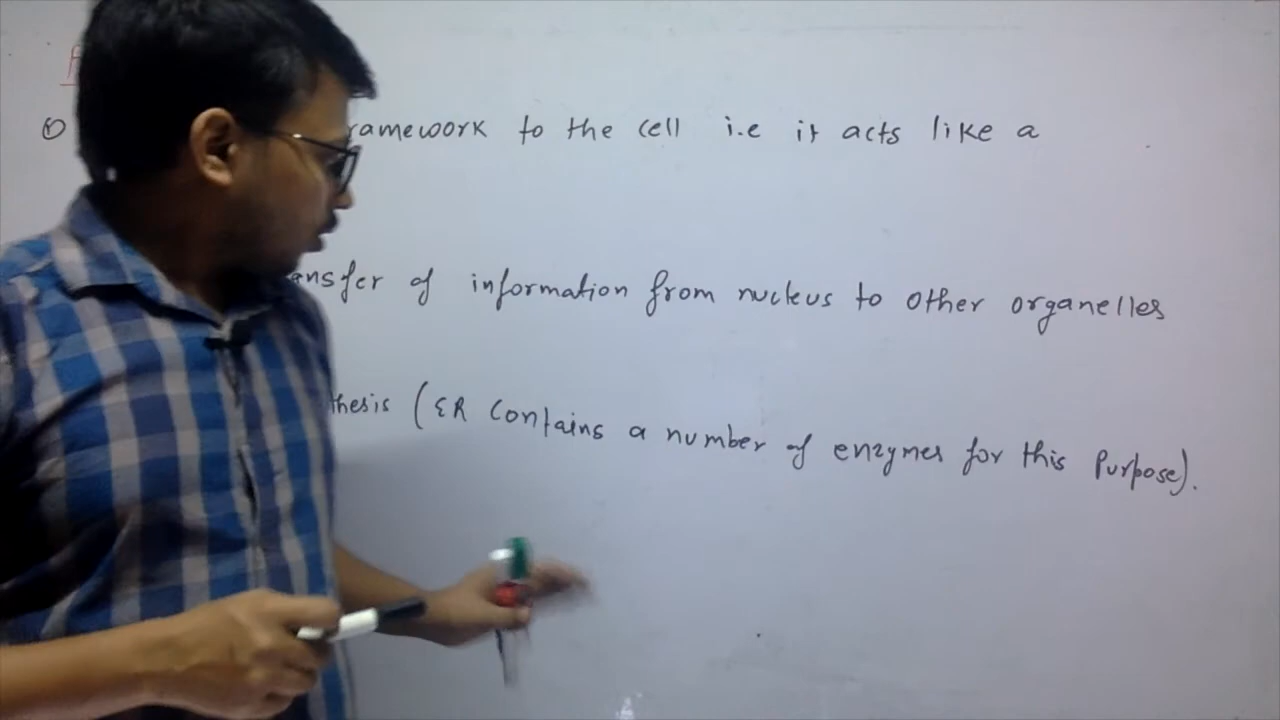 ① ramework to the cell i.e it acts like a
ansfer of information from nucleus to other organelles
thesis (ER contains a number of enzymes for this Purpose).